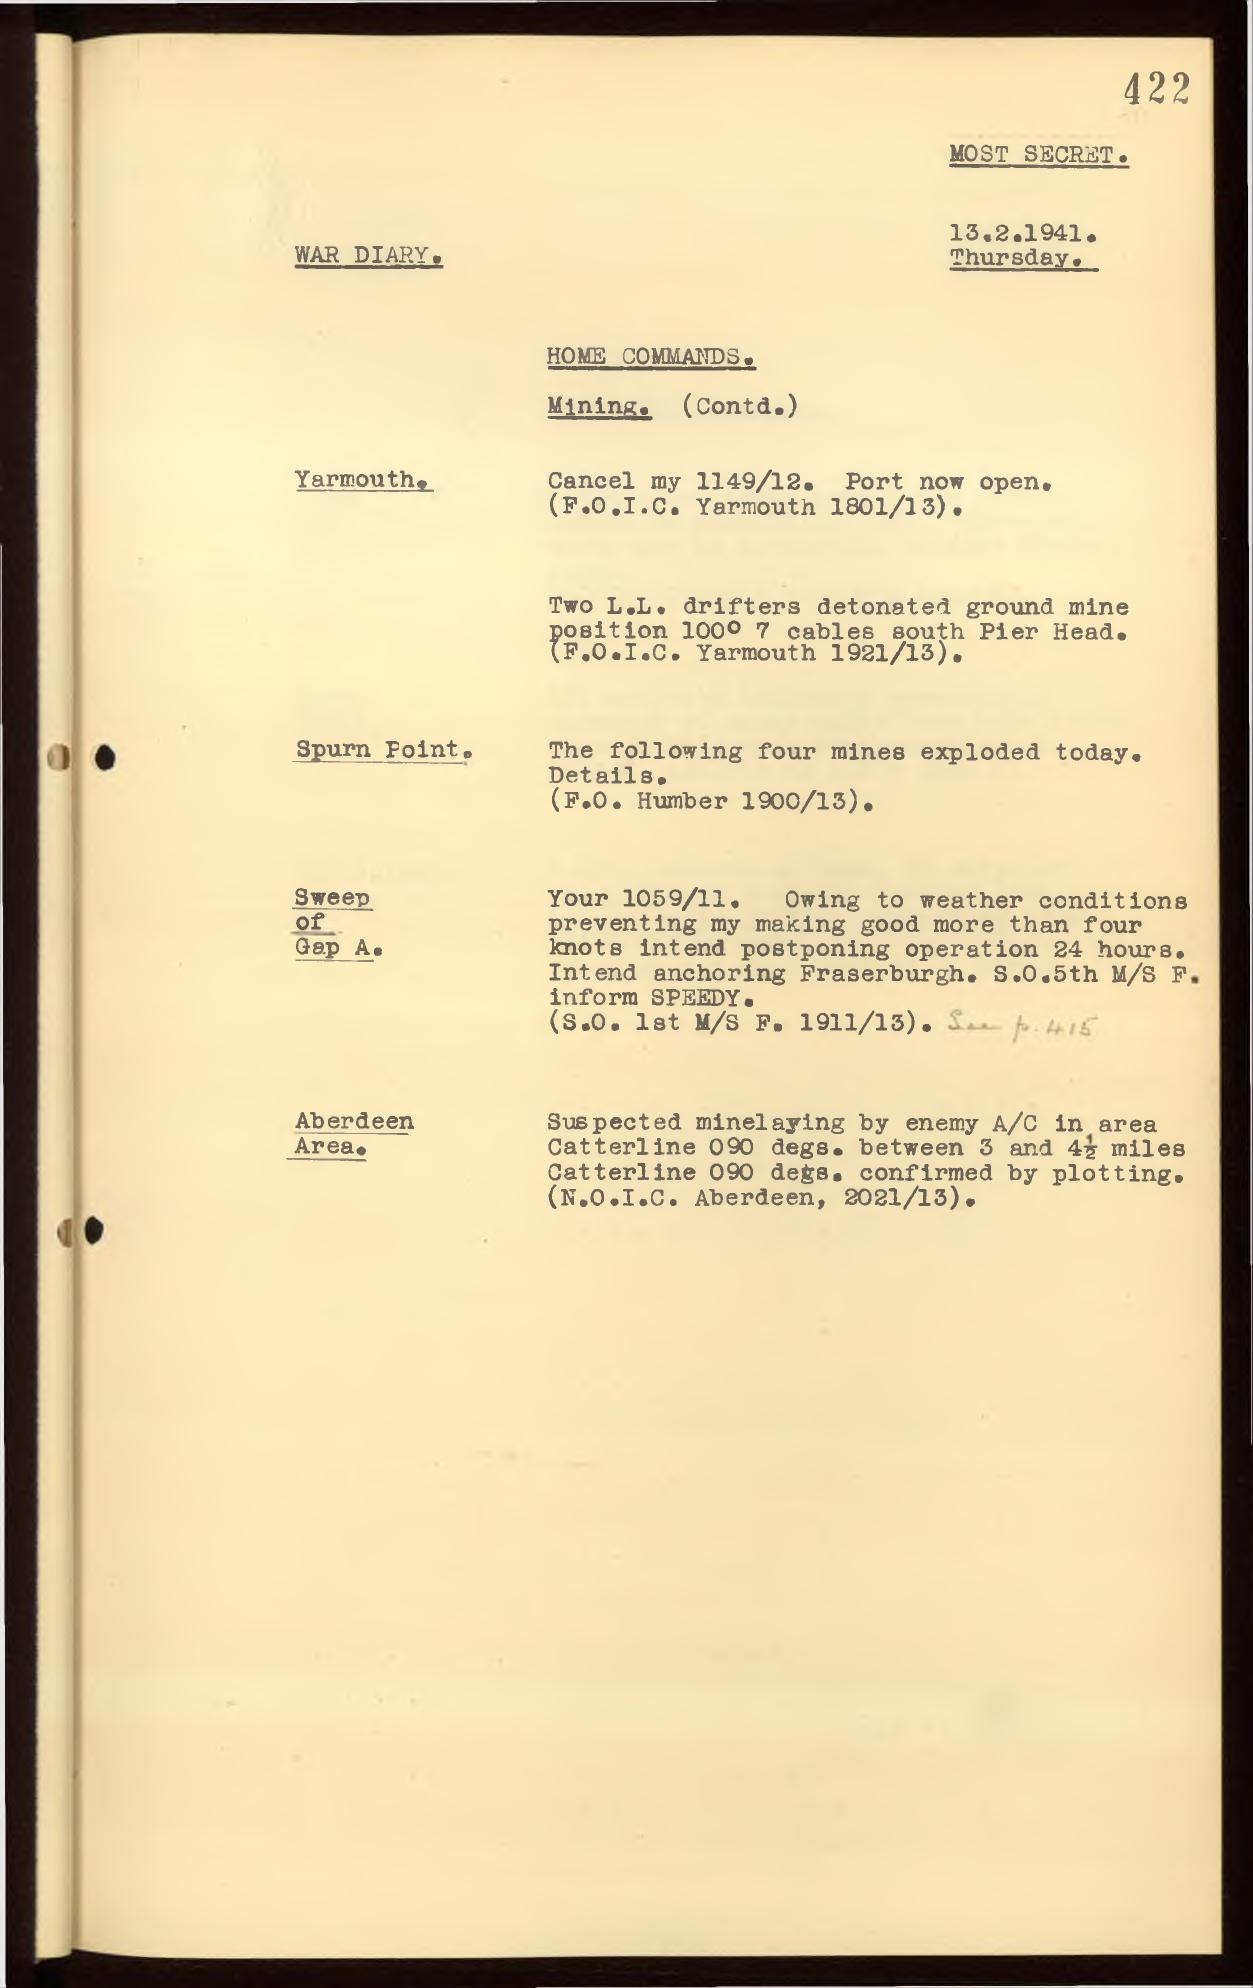 422
MOST SECRET.
13.2.1941.
WAR DIARY.
Thursday.
HOME COMMANDS.
Mining. (Contd.)
Yarmouth.
Cancel my 1149/12. Port now open.
(F.O.I.C. Yarmouth 1801/13).
Two L.L. drifters detonated ground mine
position 100° 7 cables south Pier Head.
(F.O.I.C. Yarmouth 1921/13).
Spurn Point.
The following four mines exploded today.
Details.
(F.O. Humber 1900/13).
Sweep
of
Gap A.
Your 1059/11. Owing to weather conditions
preventing my making good more than four
knots intend postponing operation 24 hours.
Intend anchoring Fraserburgh. S.O.5th M/S F.
inform SPEEDY.
(S.O. 1st M/S F. 1911/13). See p. 415
Aberdeen
Area.
Suspected minelaying by enemy A/C in area
Catterline 090 degs. between 3 and 4½ miles
Catterline 090 degs. confirmed by plotting.
(N.O.I.C. Aberdeen, 2021/13).